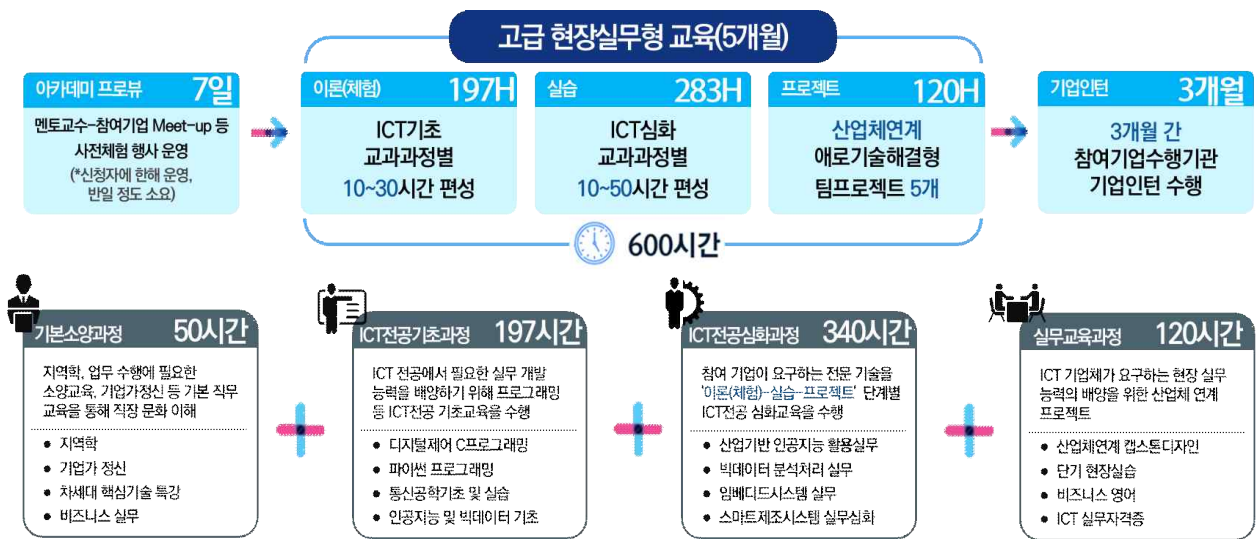 고급 현장실무형 교육(5개월)
아카데미 프로뷰 7일
멘토교수-참여기업 Meet-up 등
사전체험 행사 운영
(*신청자에 한해 운영,
반일 정도 소요)
이론(체험) 197H
ICT기초
교과과정별
10~30시간 편성
실습 283H
ICT심화
교과과정별
10~50시간 편성
프로젝트 120H
산업체연계
애로기술해결형
팀프로젝트 5개
기업인턴 3개월
3개월 간
참여기업수행기관
기업인턴 수행
600시간
기본소양과정 50시간
지역학, 업무 수행에 필요한
소양교육, 기업가정신 등 기본 직무
교육을 통해 직장 문화 이해
• 지역학
• 기업가 정신
• 차세대 핵심기술 특강
• 비즈니스 실무
ICT전공기초과정 197시간
ICT 전공에서 필요한 실무 개발
능력을 배양하기 위해 프로그래밍
등 ICT전공 기초교육을 수행
• 디지털제어 C프로그래밍
• 파이썬 프로그래밍
• 통신공학기초 및 실습
• 인공지능 및 빅데이터 기초
ICT전공심화과정 340시간
참여 기업이 요구하는 전문 기술을
'이론(체험)-실습-프로젝트' 단계별
ICT전공 심화교육을 수행
• 산업기반 인공지능 활용실무
• 빅데이터 분석처리 실무
• 임베디드시스템 실무
• 스마트제조시스템 실무심화
실무교육과정 120시간
ICT 기업체가 요구하는 현장 실무
능력의 배양을 위한 산업체 연계
프로젝트
• 산업체연계 캡스톤디자인
• 단기 현장실습
• 비즈니스 영어
• ICT 실무자격증